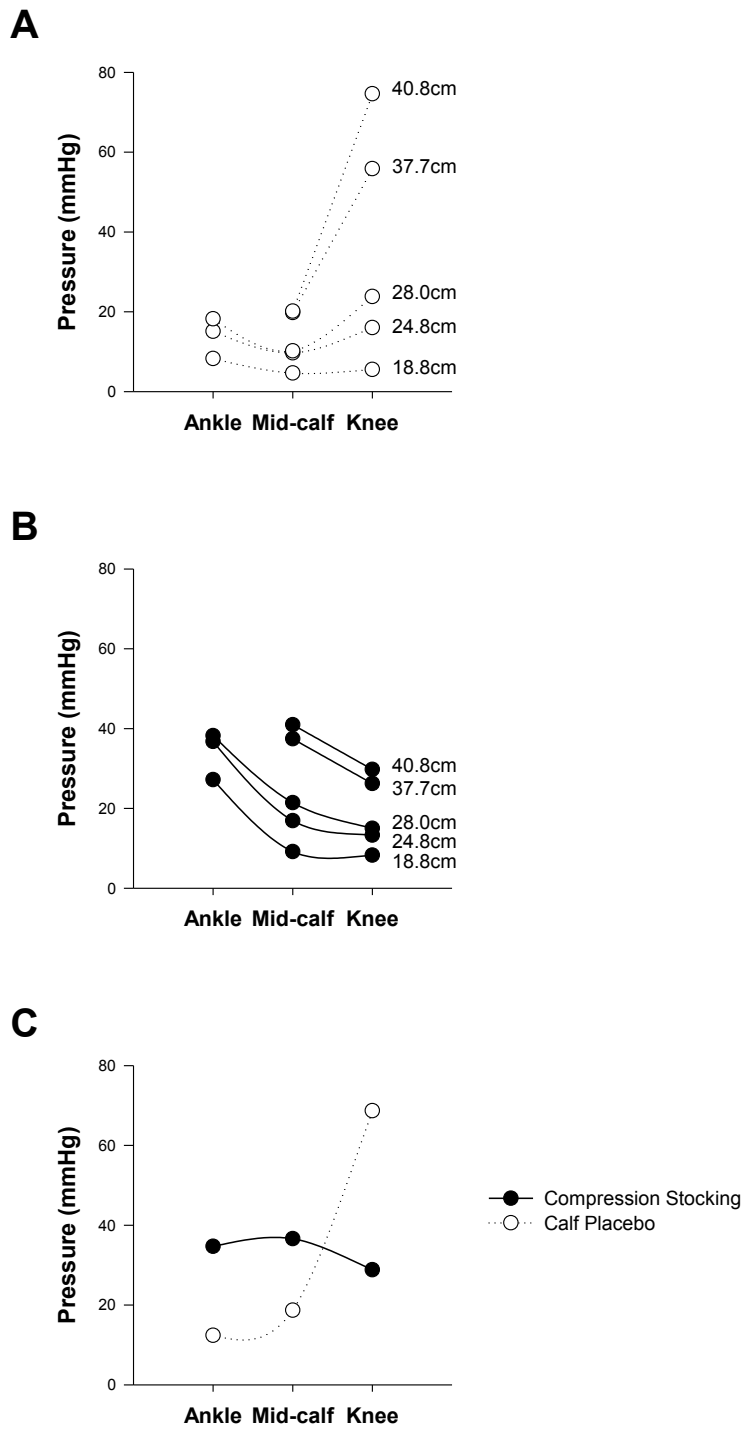 A
Pressure (mmHg)
80
60
40
20
0
40.8cm
37.7cm
28.0cm
24.8cm
18.8cm
Ankle Mid-calf Knee
B
Pressure (mmHg)
80
60
40
20
0
40.8cm
37.7cm
28.0cm
24.8cm
18.8cm
Ankle Mid-calf Knee
C
Pressure (mmHg)
80
60
40
20
0
Ankle Mid-calf Knee
Compression Stocking
Calf Placebo